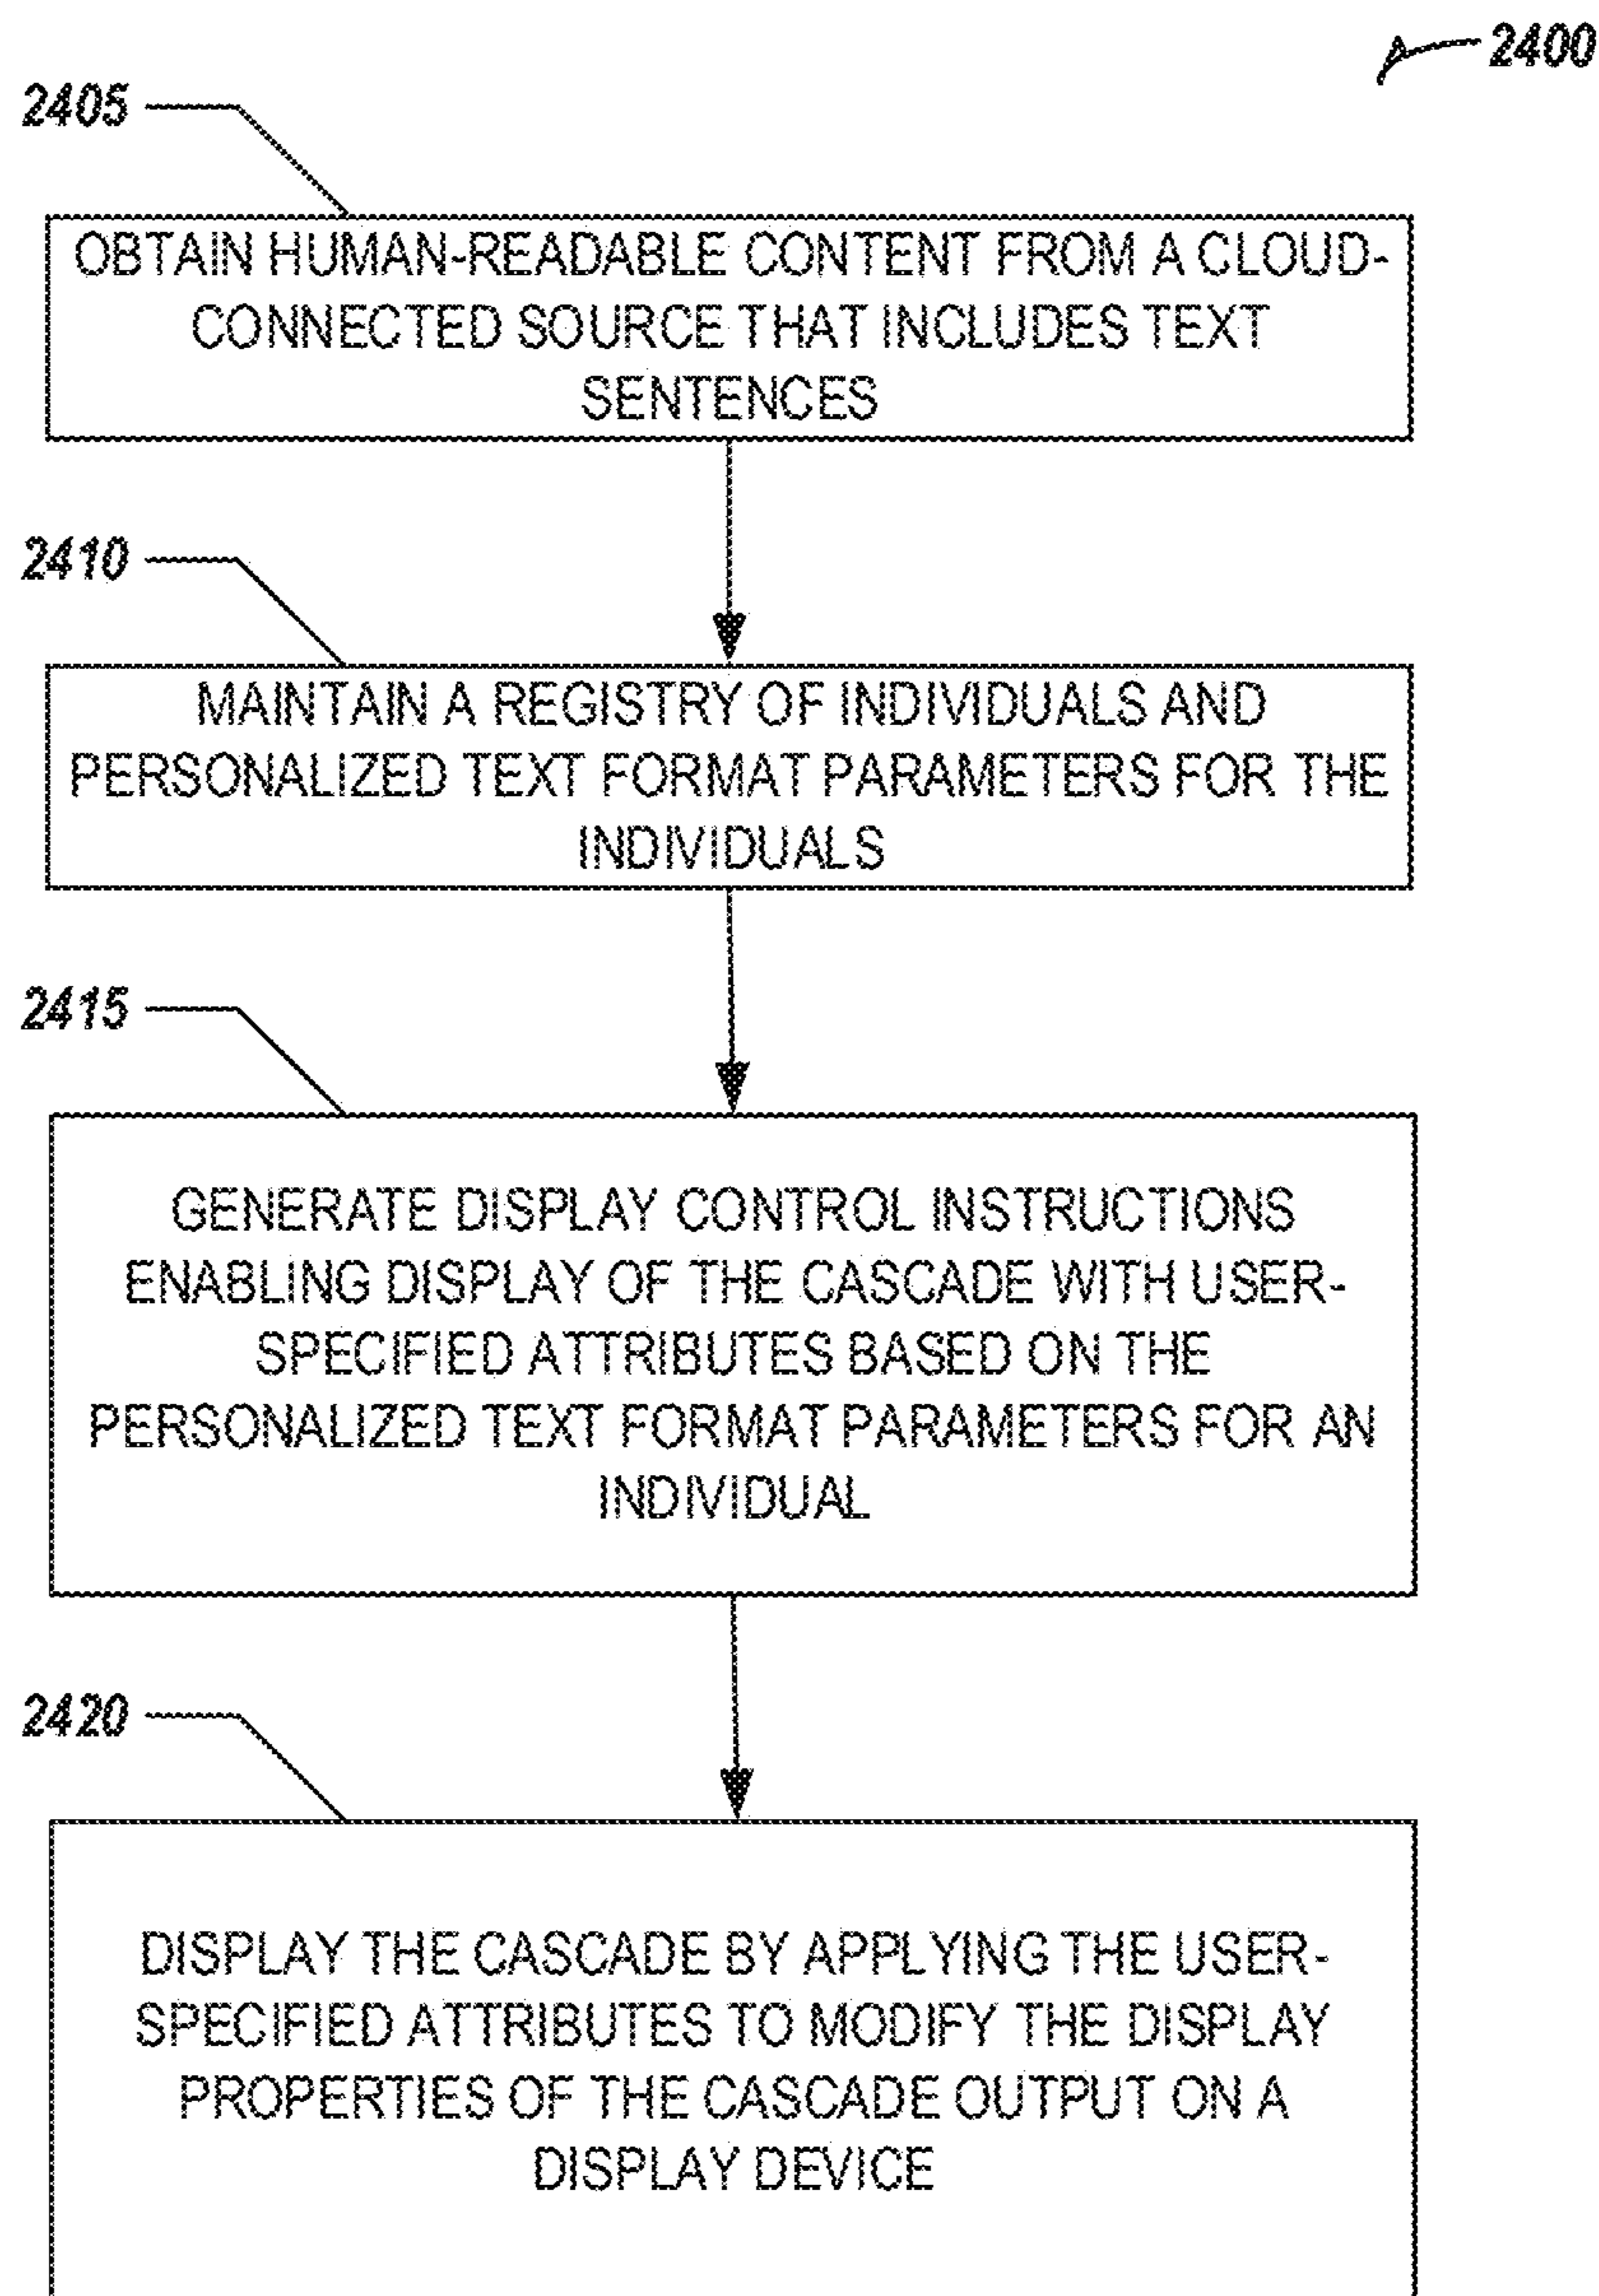 2400
2405
OBTAIN HUMAN-READABLE CONTENT FROM A CLOUD-
CONNECTED SOURCE THAT INCLUDES TEXT
SENTENCES
2410
MAINTAIN A REGISTRY OF INDIVIDUALS AND
PERSONALIZED TEXT FORMAT PARAMETERS FOR THE
INDIVIDUALS
2415
GENERATE DISPLAY CONTROL INSTRUCTIONS
ENABLING DISPLAY OF THE CASCADE WITH USER-
SPECIFIED ATTRIBUTES BASED ON THE
PERSONALIZED TEXT FORMAT PARAMETERS FOR AN
INDIVIDUAL
2420
DISPLAY THE CASCADE BY APPLYING THE USER-
SPECIFIED ATTRIBUTES TO MODIFY THE DISPLAY
PROPERTIES OF THE CASCADE OUTPUT ON A
DISPLAY DEVICE